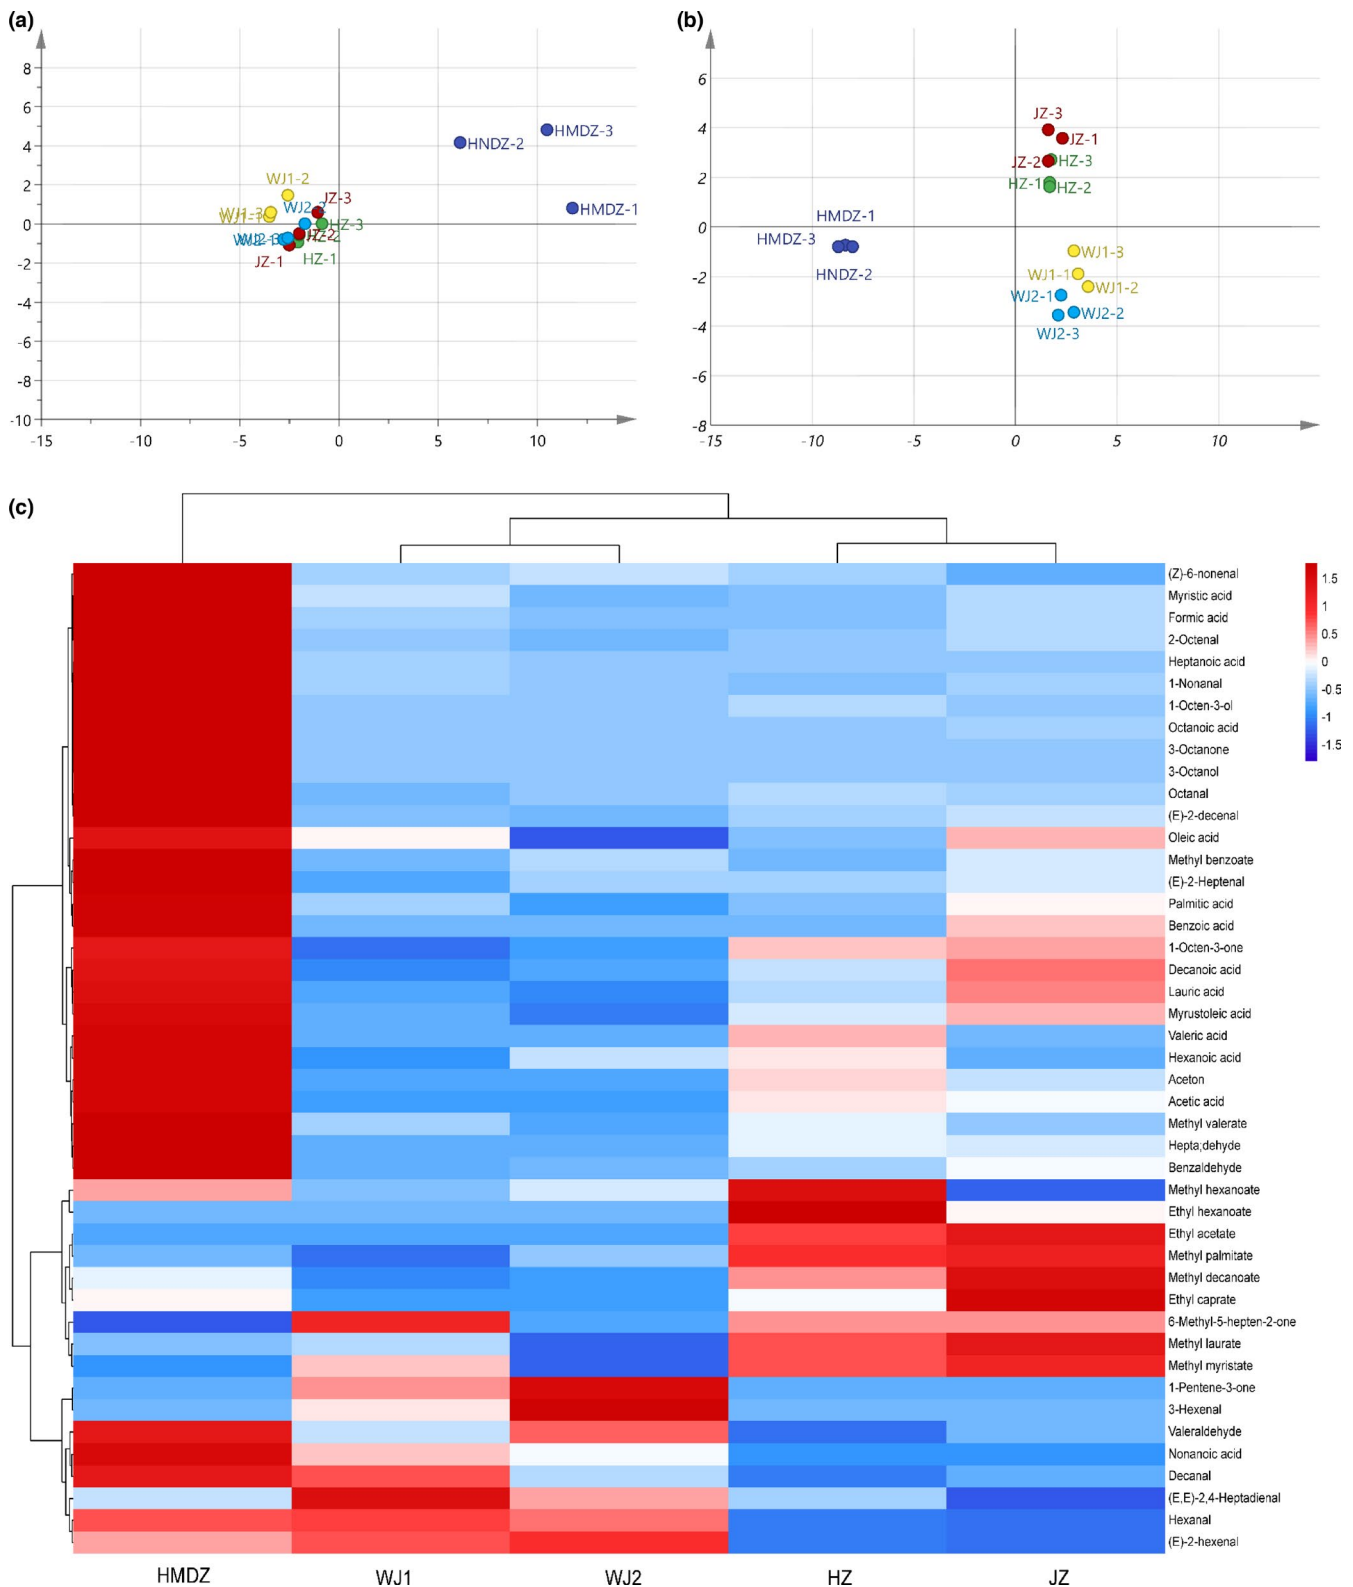 (a)
8
6
4
2
0
-2
-4
-6
-8
-10
-15
-10
-5
0
5
10
HMDZ-3
HNDZ-2
HMDZ-1
WJ1-2
JZ-3
HZ-3
JZ-1
HZ-1
(b)
6
4
2
0
-2
-4
-6
-8
-15
-10
-5
0
5
10
JZ-3
JZ-1
JZ-2
HZ-3
HZ-1
HZ-2
HMDZ-1
HMDZ-3
HNDZ-2
WJ1-3
WJ1-1
WJ1-2
WJ2-1
WJ2-2
WJ2-3
(c)
(Z)-6-nonenal
Myristic acid
Formic acid
2-Octenal
Heptanoic acid
1-Nonanal
1-Octen-3-ol
Octanoic acid
3-Octanone
3-Octanol
Octanal
(E)-2-decenal
Oleic acid
Methyl benzoate
(E)-2-Heptenal
Palmitic acid
Benzoic acid
1-Octen-3-one
Decanoic acid
Lauric acid
Myrustoleic acid
Valeric acid
Hexanoic acid
Aceton
Acetic acid
Methyl valerate
Hepta;dehyde
Benzaldehyde
Methyl hexanoate
Ethyl hexanoate
Ethyl acetate
Methyl palmitate
Methyl decanoate
Ethyl caprate
6-Methyl-5-hepten-2-one
Methyl laurate
Methyl myristate
1-Pentene-3-one
3-Hexenal
Valeraldehyde
Nonanoic acid
Decanal
(E,E)-2,4-Heptadienal
Hexanal
(E)-2-hexenal
1.5
1
0.5
0
-0.5
-1
-1.5
HMDZ
WJ1
WJ2
HZ
JZ